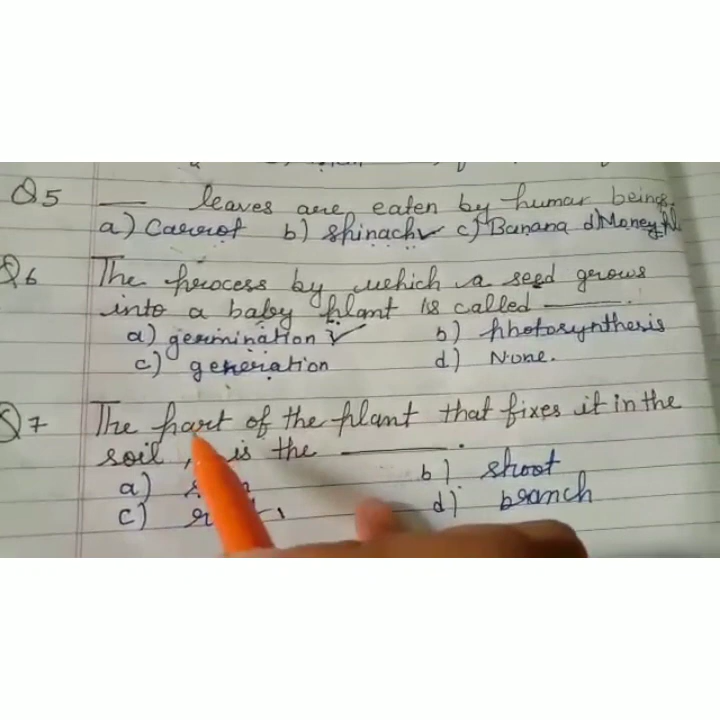 Q5 ___ leaves are eaten by human beings.
a) Carrot b) Spinach ✓ c) Banana d) Money
Q6 The process by which a seed grows
into a baby plant is called ______.
a) germination ✓ b) photosynthesis
c) generation d) None.
Q7 The part of the plant that fixes it in the
soil, is the ______.
a) b) shoot
c) d) branch